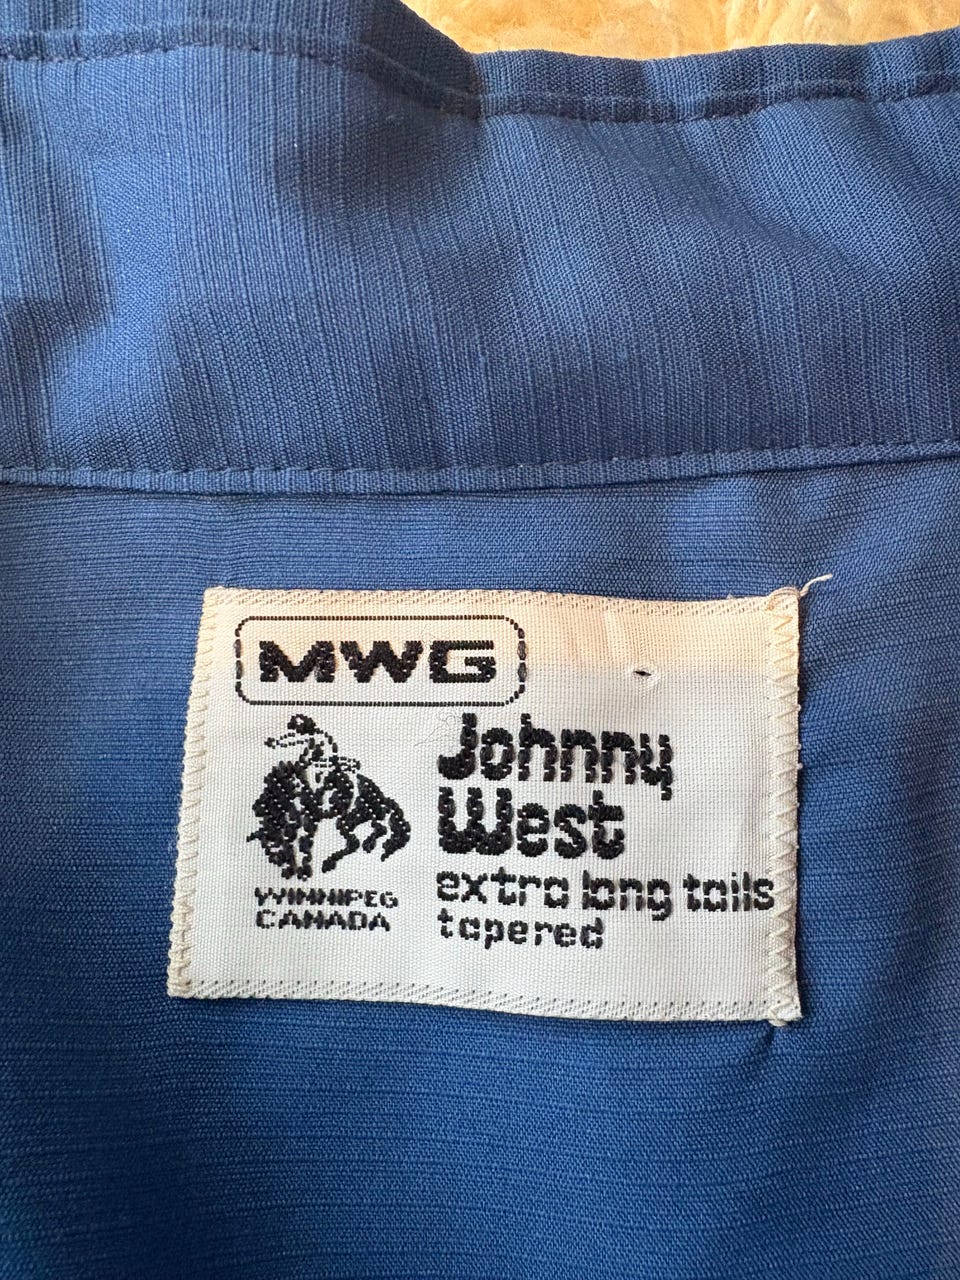 MWG
Johnny
West
extra long tails
tapered
WINNIPEG
CANADA